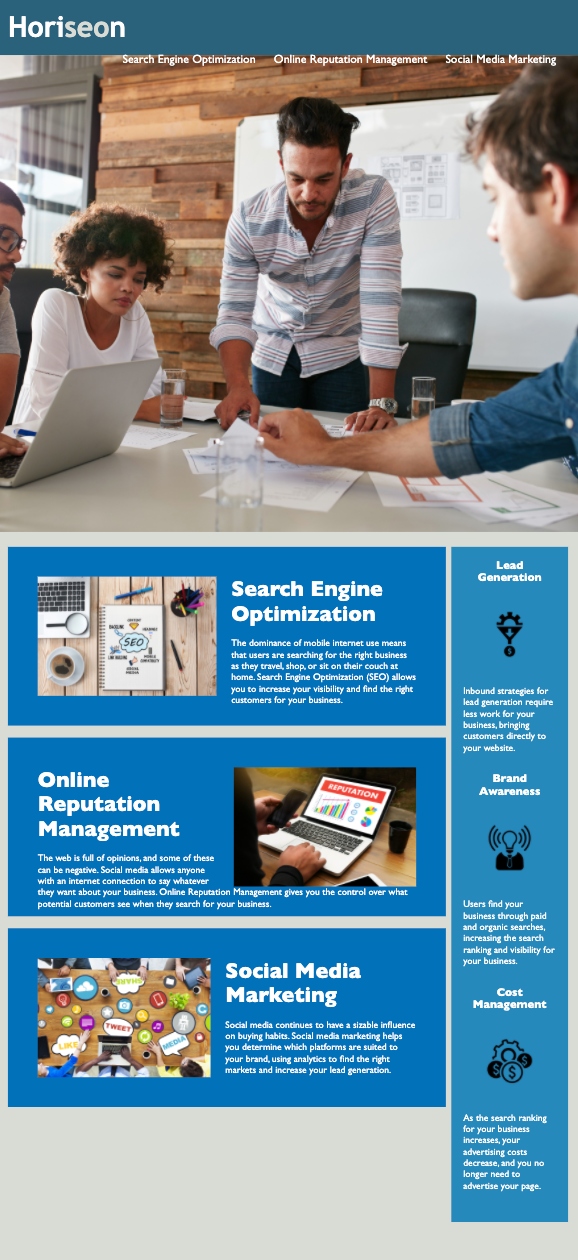 Horiseon
Search Engine Optimization Online Reputation Management Social Media Marketing
Search Engine
Optimization
The dominance of mobile internet use means
that users are searching for the right business
as they travel, shop, or sit on their couch at
home. Search Engine Optimization (SEO) allows
you to increase your visibility and find the right
customers for your business.
SEO
Online
Reputation
Management
The web is full of opinions, and some of these
can be negative. Social media allows anyone
with an internet connection to say whatever
they want about your business. Online Reputation Management gives you the control over what
potential customers see when they search for your business.
REPUTATION
SHARE
TWEET
LIKE
MEDIA
Social Media
Marketing
Social media continues to have a sizable influence
on buying habits. Social media marketing helps
you determine which platforms are suited to
your brand, using analytics to find the right
markets and increase your lead generation.
Lead
Generation
Inbound strategies for
lead generation require
less work for your
business, bringing
customers directly to
your website.
Brand
Awareness
Users find your
business through paid
and organic searches,
increasing the search
ranking and visibility for
your business.
Cost
Management
As the search ranking
for your business
increases, your
advertising costs
decrease, and you no
longer need to
advertise your page.